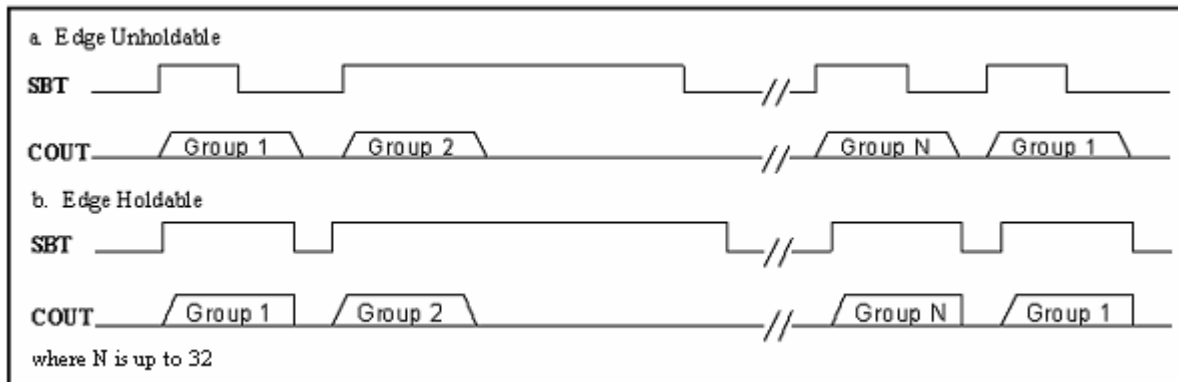 a. Edge Unholdable
SBT
//
COUT Group 1 Group 2 // Group N Group 1
b. Edge Holdable
SBT
//
COUT Group 1 Group 2 // Group N Group 1
where N is up to 32